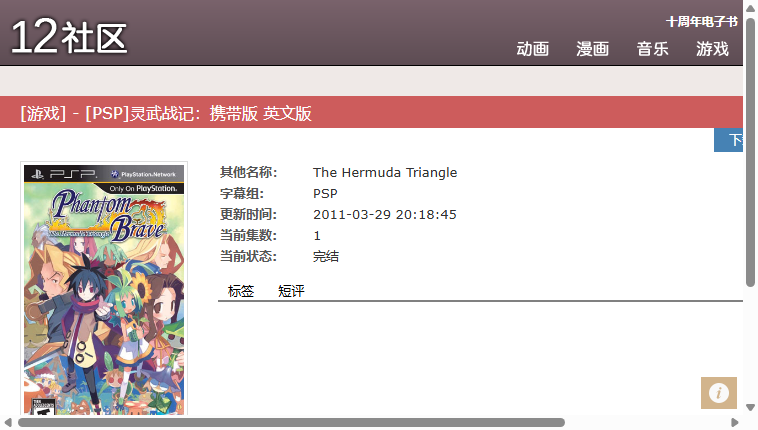 12社区
十周年电子书
动画 漫画 音乐 游戏
[游戏] - [PSP]灵武战记：携带版 英文版
PSP PlayStation Network
Only On PlayStation.
Phantom Brave
The Hermuda Triangle
其他名称: The Hermuda Triangle
字幕组: PSP
更新时间: 2011-03-29 20:18:45
当前集数: 1
当前状态: 完结
标签 短评